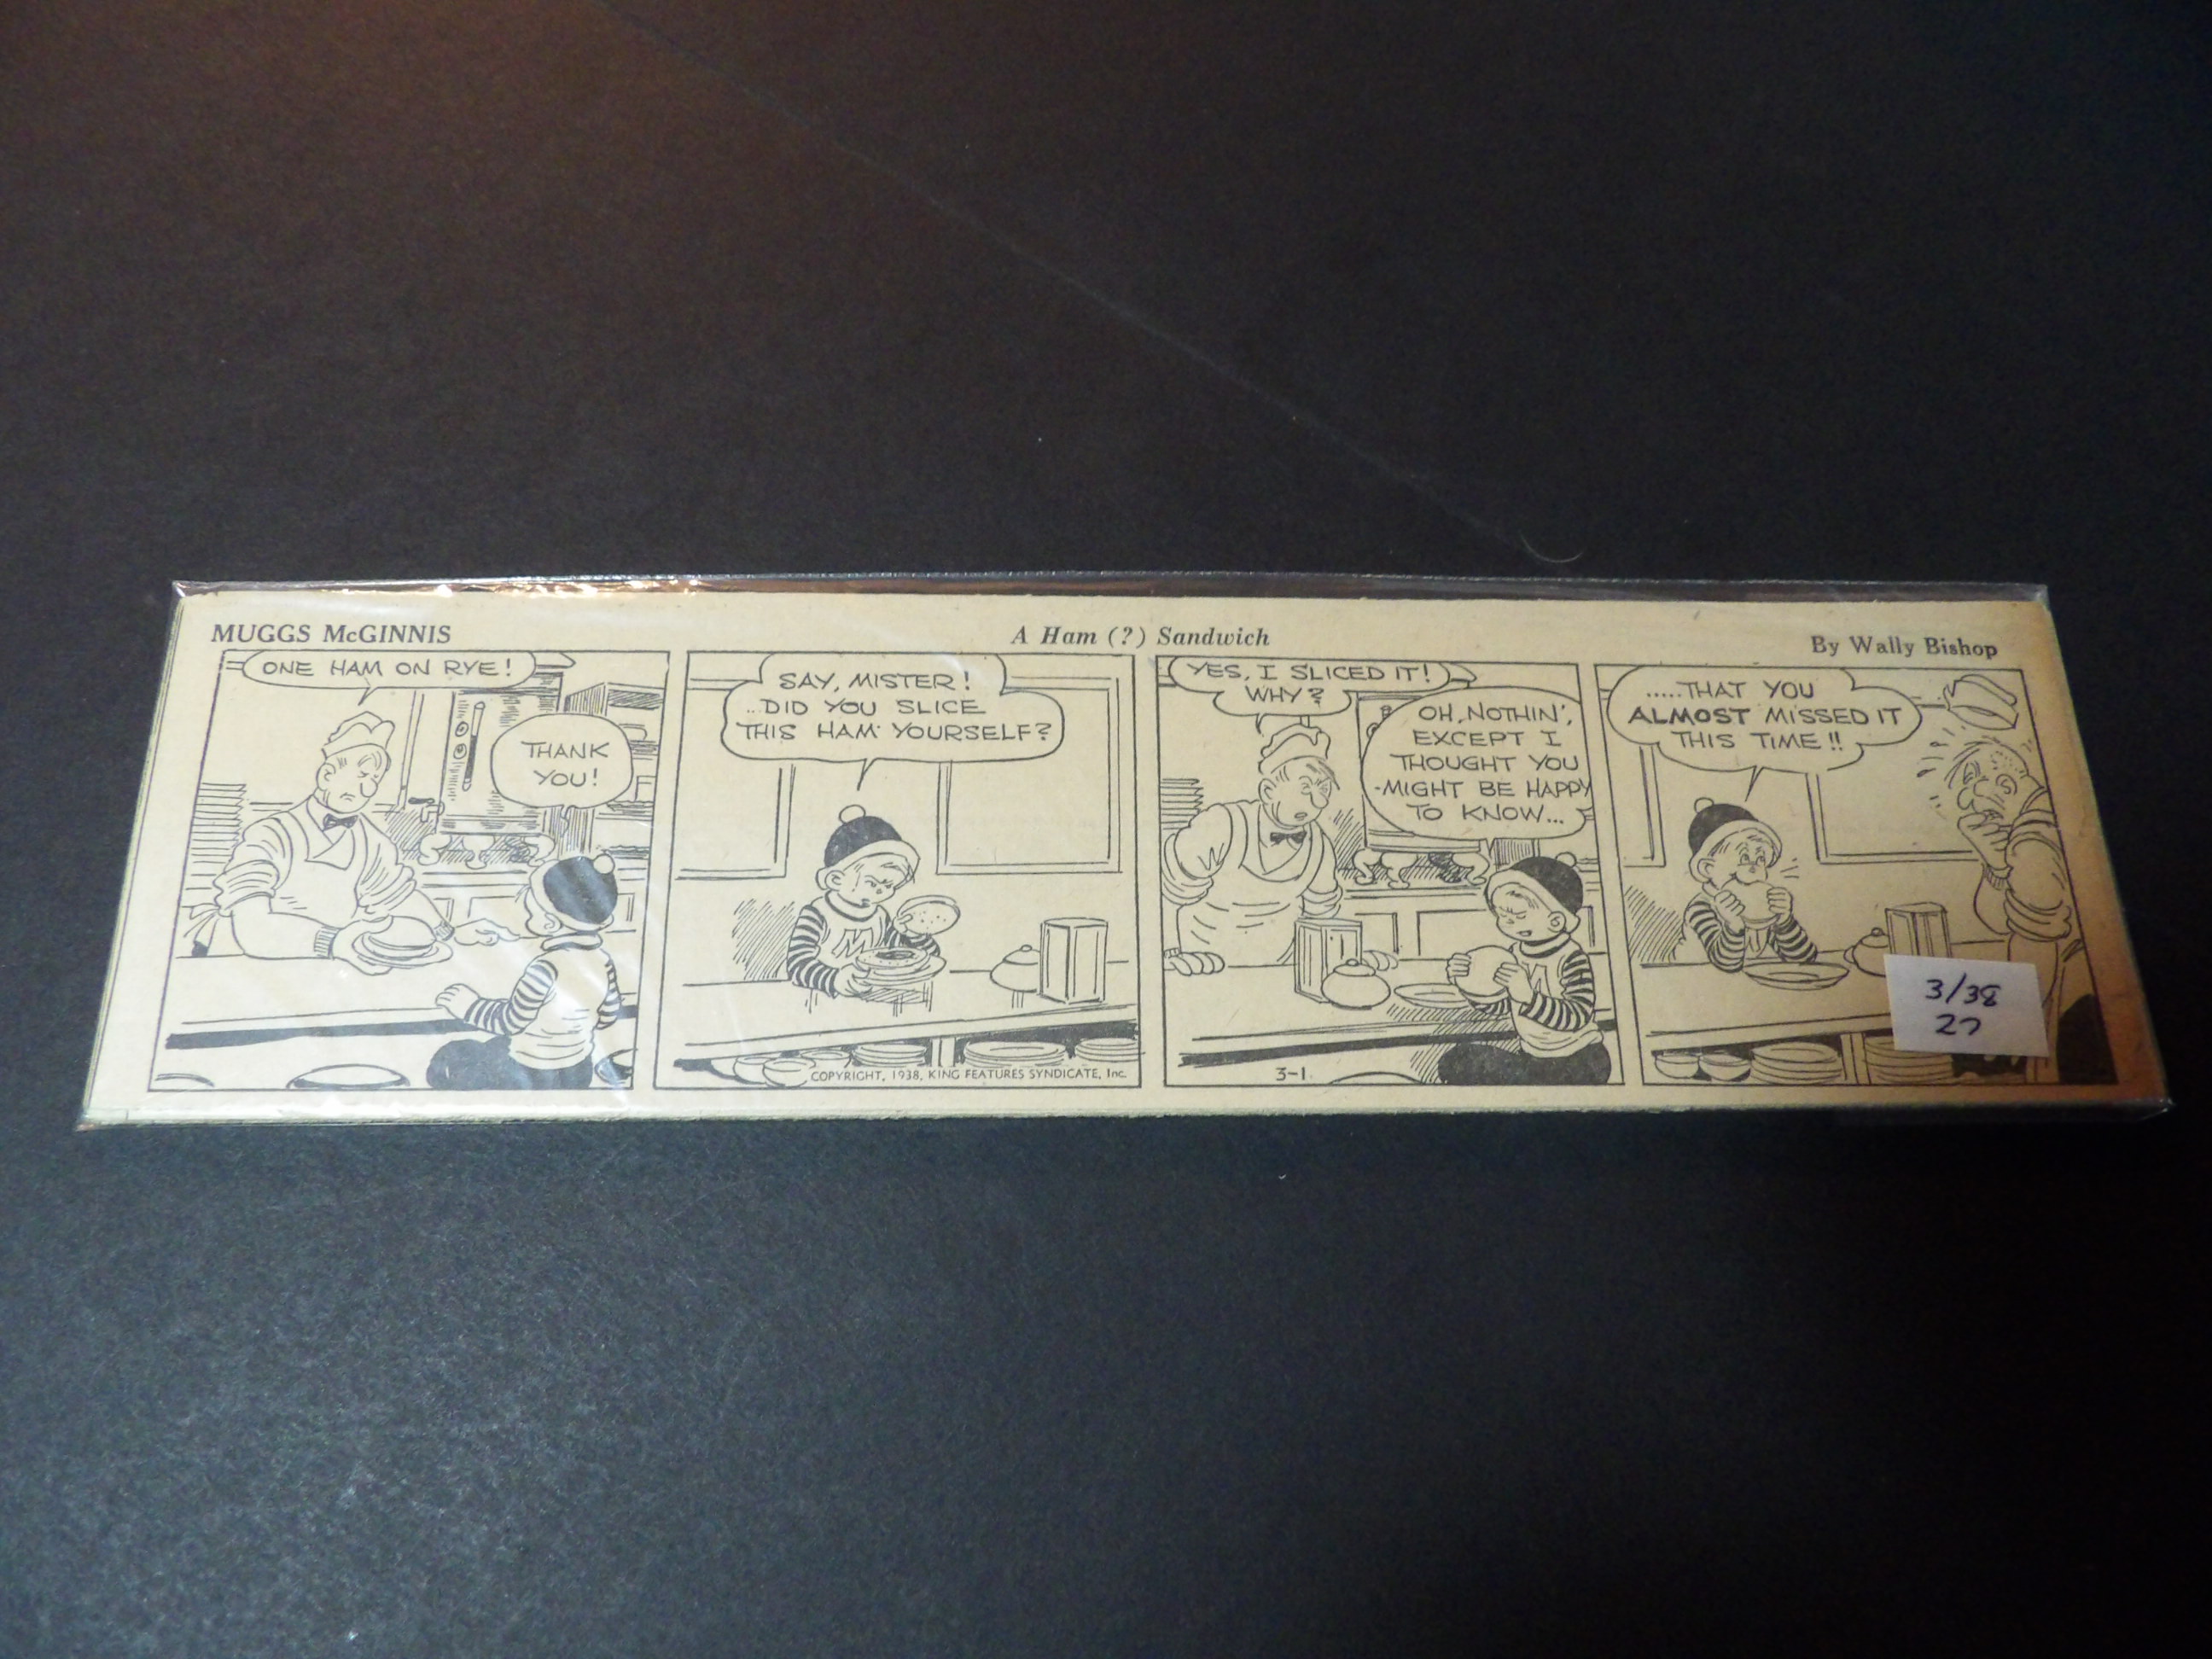 MUGGS McGINNIS
A Ham (?) Sandwich
By Wally Bishop
ONE HAM ON RYE!
THANK
YOU!
SAY, MISTER!
..DID YOU SLICE
THIS HAM YOURSELF?
COPYRIGHT, 1938, KING FEATURES SYNDICATE, Inc.
YES, I SLICED IT!
WHY?
OH, NOTHIN',
EXCEPT I
THOUGHT YOU
MIGHT BE HAPPY
TO KNOW...
3-1
.....THAT YOU
ALMOST MISSED IT
THIS TIME!!
M
M
3/38
27